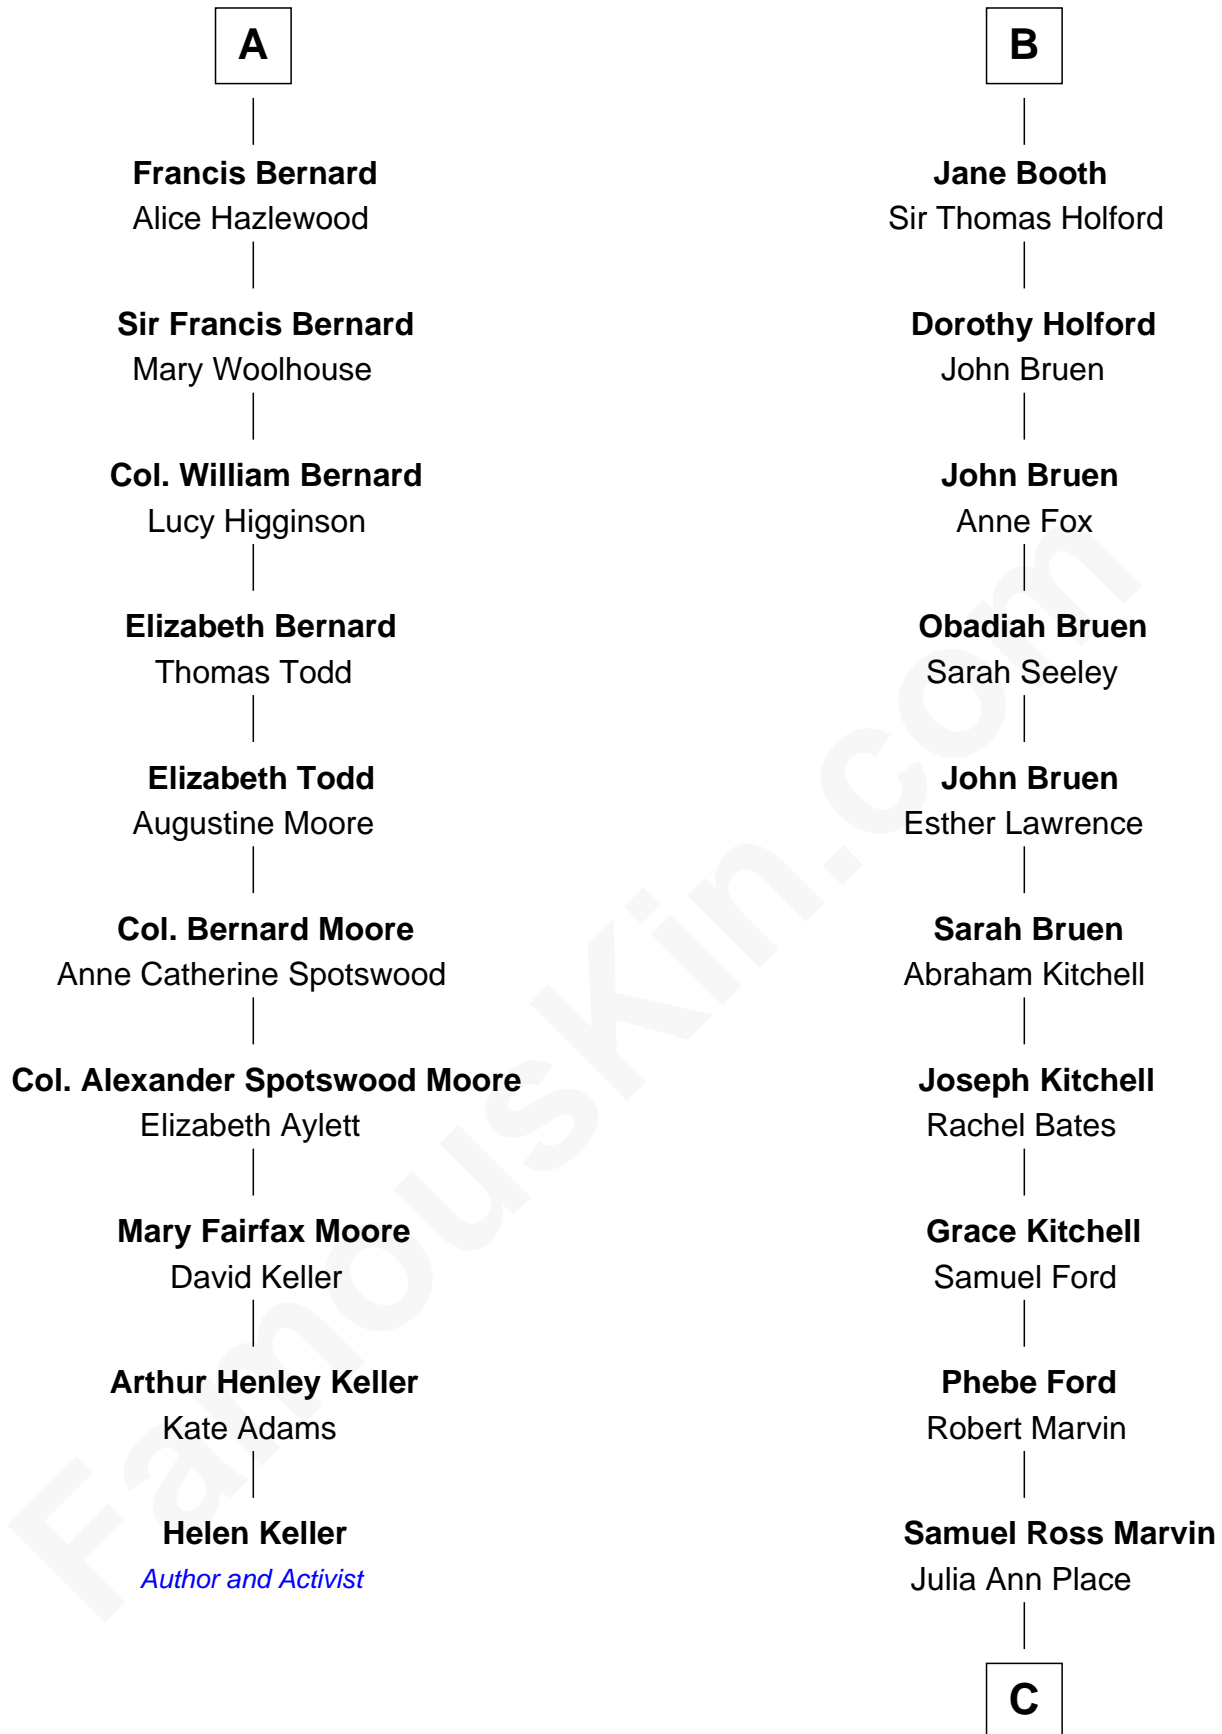 A
Francis Bernard
Alice Hazlewood
Sir Francis Bernard
Mary Woolhouse
Col. William Bernard
Lucy Higginson
Elizabeth Bernard
Thomas Todd
Elizabeth Todd
Augustine Moore
Col. Bernard Moore
Anne Catherine Spotswood
Col. Alexander Spotswood Moore
Elizabeth Aylett
Mary Fairfax Moore
David Keller
Arthur Henley Keller
Kate Adams
Helen Keller
Author and Activist
B
Jane Booth
Sir Thomas Holford
Dorothy Holford
John Bruen
John Bruen
Anne Fox
Obadiah Bruen
Sarah Seeley
John Bruen
Esther Lawrence
Sarah Bruen
Abraham Kitchell
Joseph Kitchell
Rachel Bates
Grace Kitchell
Samuel Ford
Phebe Ford
Robert Marvin
Samuel Ross Marvin
Julia Ann Place
C
FamousKin.com